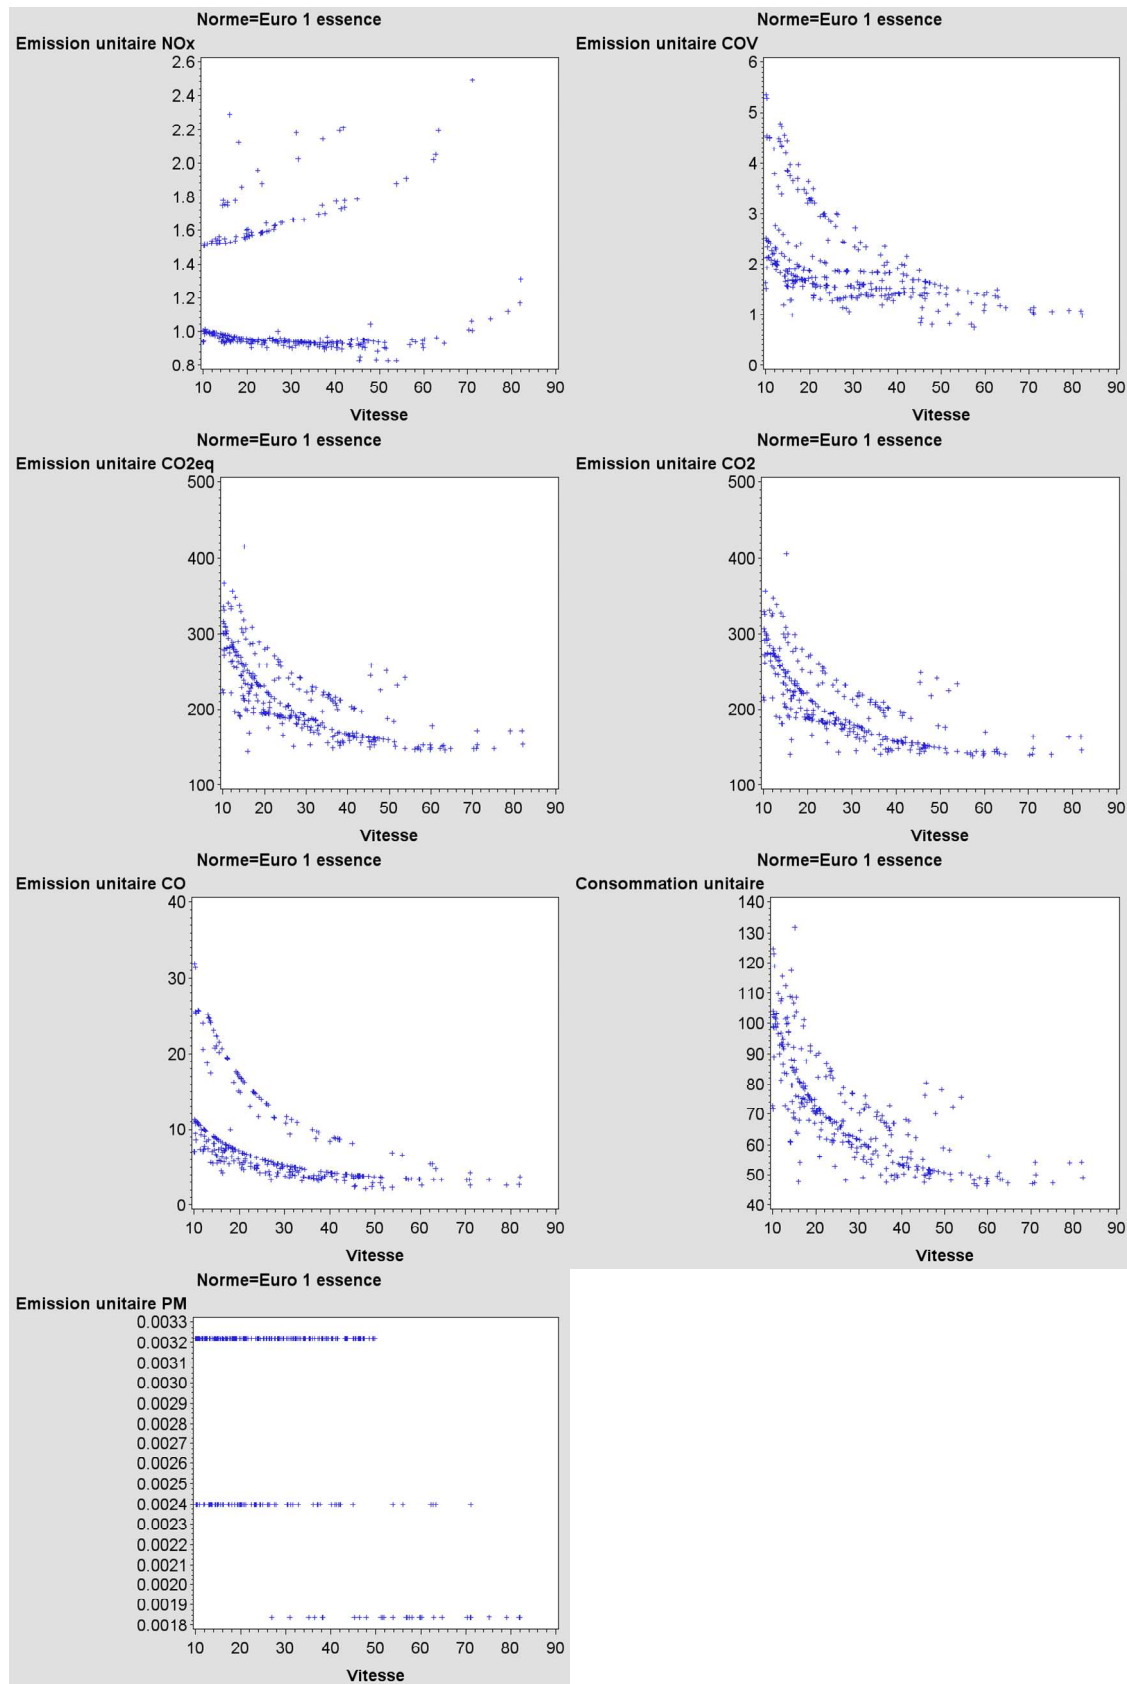 Norme=Euro 1 essence
Emission unitaire NOx
2.6
2.4
2.2
2.0
1.8
1.6
1.4
1.2
1.0
0.8
10 20 30 40 50 60 70 80 90
Vitesse
Norme=Euro 1 essence
Emission unitaire COV
6
5
4
3
2
1
0
10 20 30 40 50 60 70 80 90
Vitesse
Norme=Euro 1 essence
Emission unitaire CO2eq
500
400
300
200
100
10 20 30 40 50 60 70 80 90
Vitesse
Norme=Euro 1 essence
Emission unitaire CO2
500
400
300
200
100
10 20 30 40 50 60 70 80 90
Vitesse
Norme=Euro 1 essence
Emission unitaire CO
40
30
20
10
0
10 20 30 40 50 60 70 80 90
Vitesse
Norme=Euro 1 essence
Consommation unitaire
140
130
120
110
100
90
80
70
60
50
40
10 20 30 40 50 60 70 80 90
Vitesse
Norme=Euro 1 essence
Emission unitaire PM
0.0033
0.0032
0.0031
0.0030
0.0029
0.0028
0.0027
0.0026
0.0025
0.0024
0.0023
0.0022
0.0021
0.0020
0.0019
0.0018
10 20 30 40 50 60 70 80 90
Vitesse